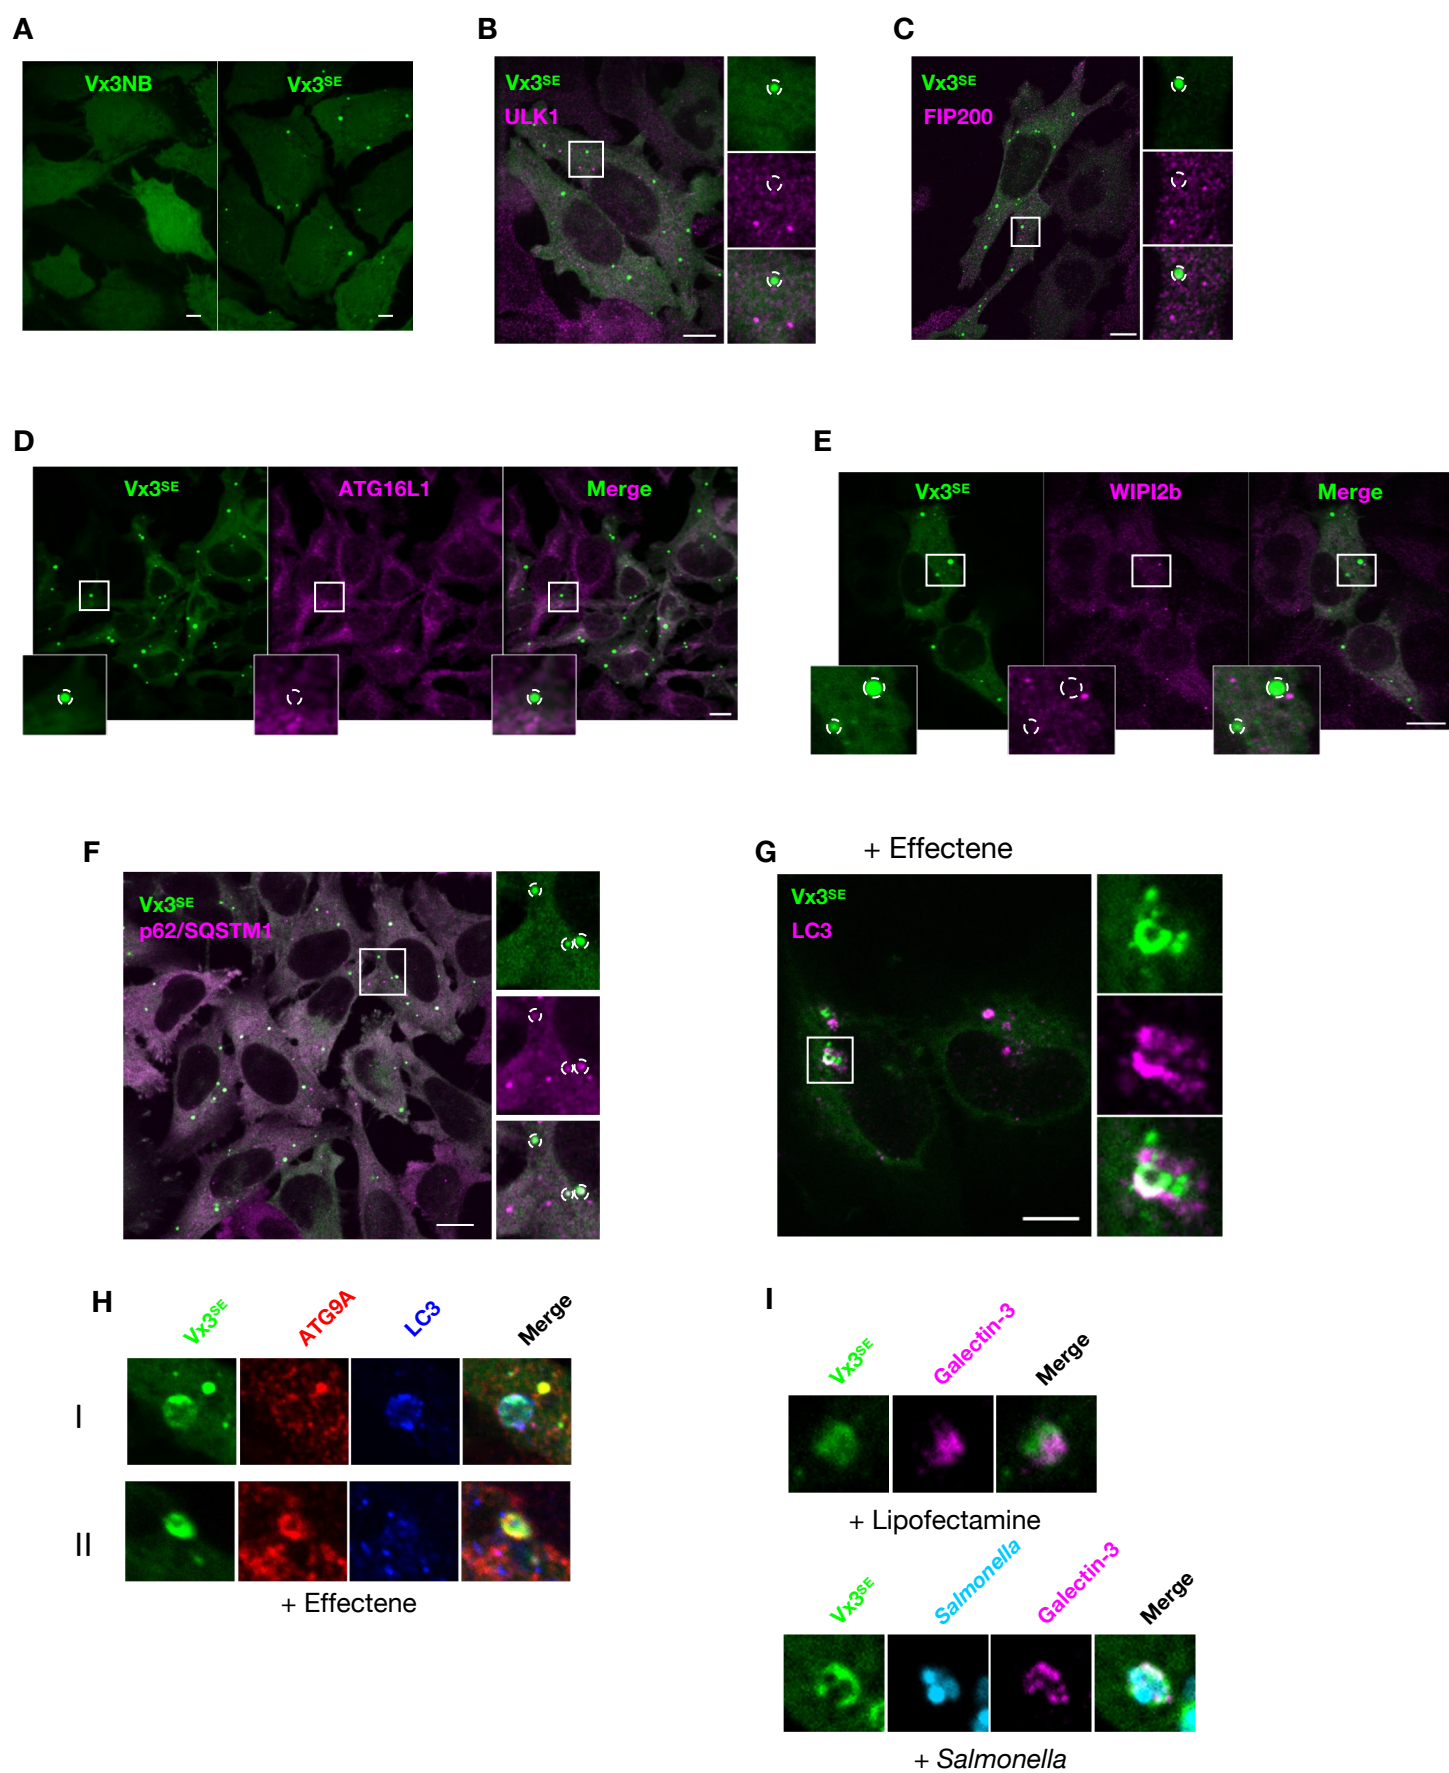 A
Vx3NB
Vx3SE
B
Vx3SE
ULK1
C
Vx3SE
FIP200
D
Vx3SE
ATG16L1
Merge
E
Vx3SE
WIPI2b
Merge
F
Vx3SE
p62/SQSTM1
G
+ Effectene
Vx3SE
LC3
H
Vx3SE
ATG9A
LC3
Merge
I
II
+ Effectene
I
Vx3SE
Galectin-3
Merge
+ Lipofectamine
Vx3SE
Salmonella
Galectin-3
Merge
+ Salmonella